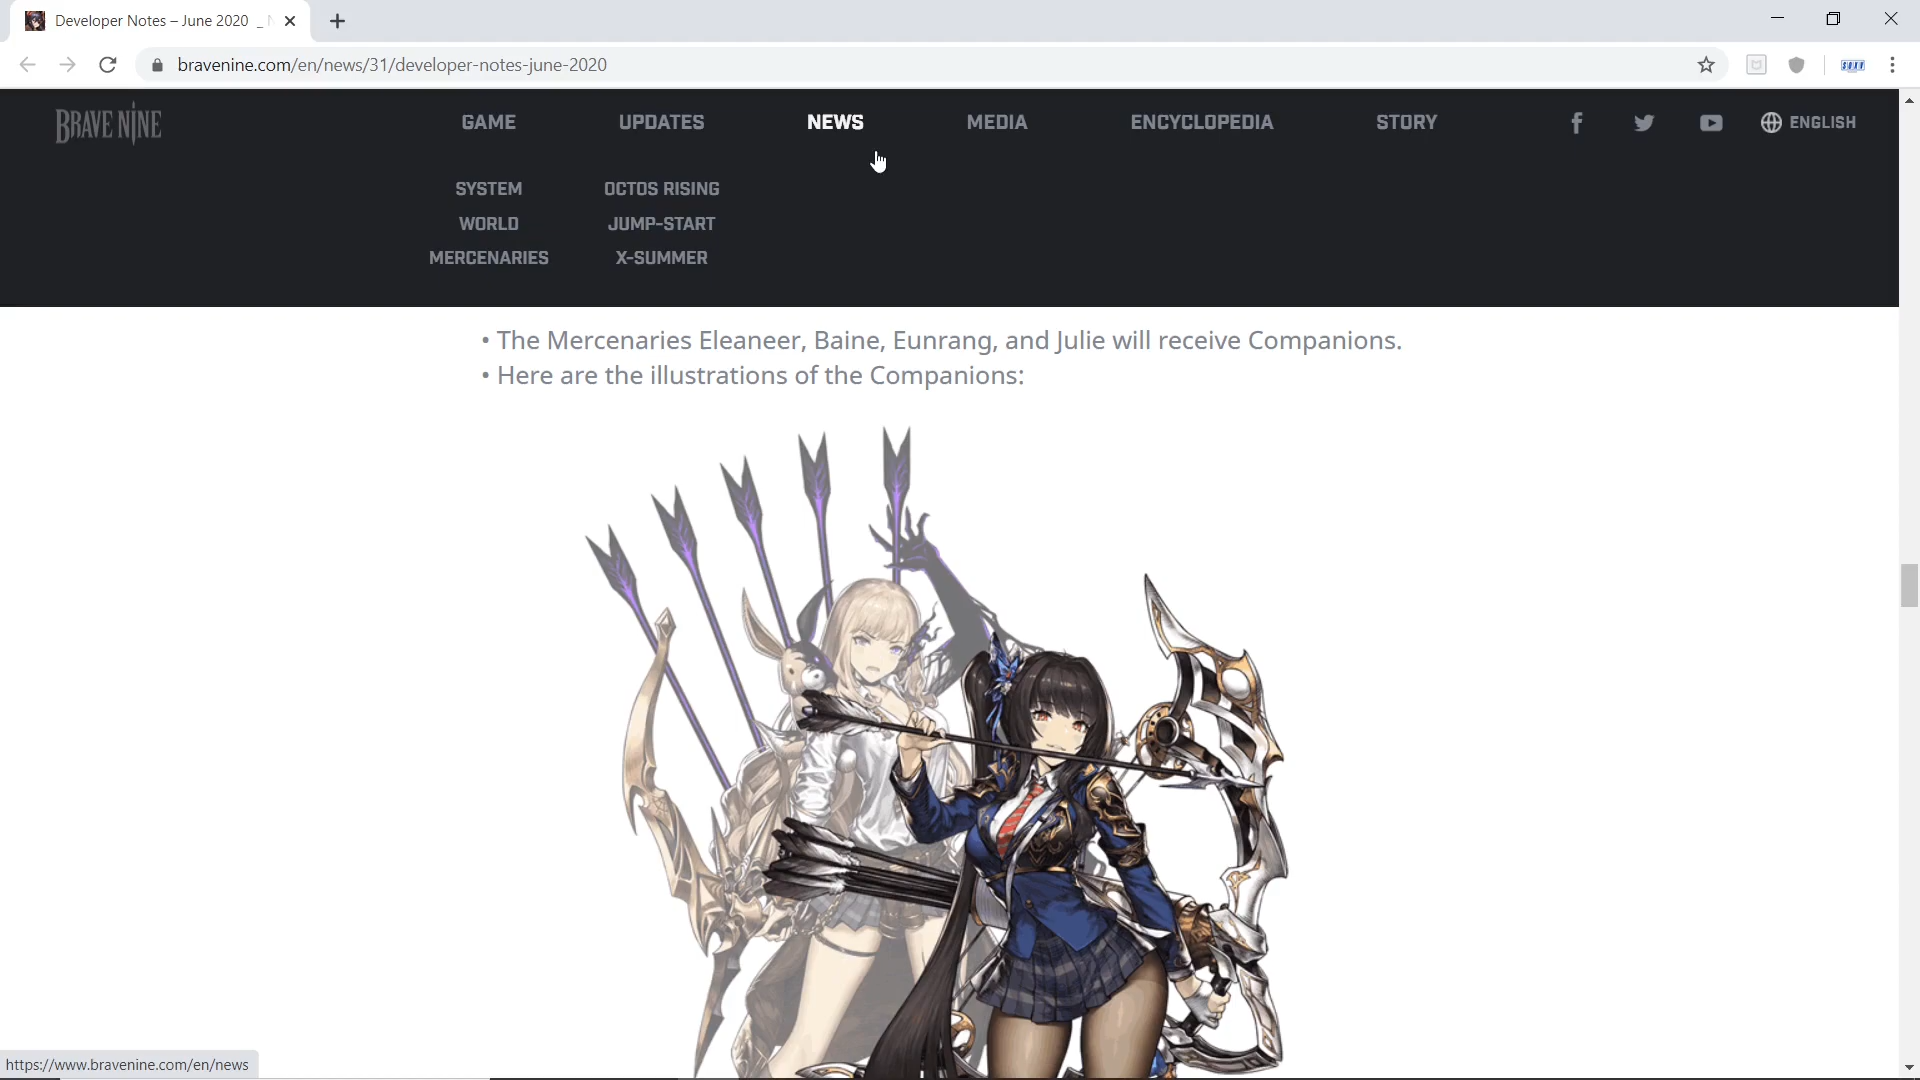 Developer Notes – June 2020 _
bravenine.com/en/news/31/developer-notes-june-2020
BRAVE NINE
GAME UPDATES NEWS MEDIA ENCYCLOPEDIA STORY ENGLISH
SYSTEM OCTOS RISING
WORLD JUMP-START
MERCENARIES X-SUMMER
• The Mercenaries Eleaneer, Baine, Eunrang, and Julie will receive Companions.
• Here are the illustrations of the Companions:
https://www.bravenine.com/en/news